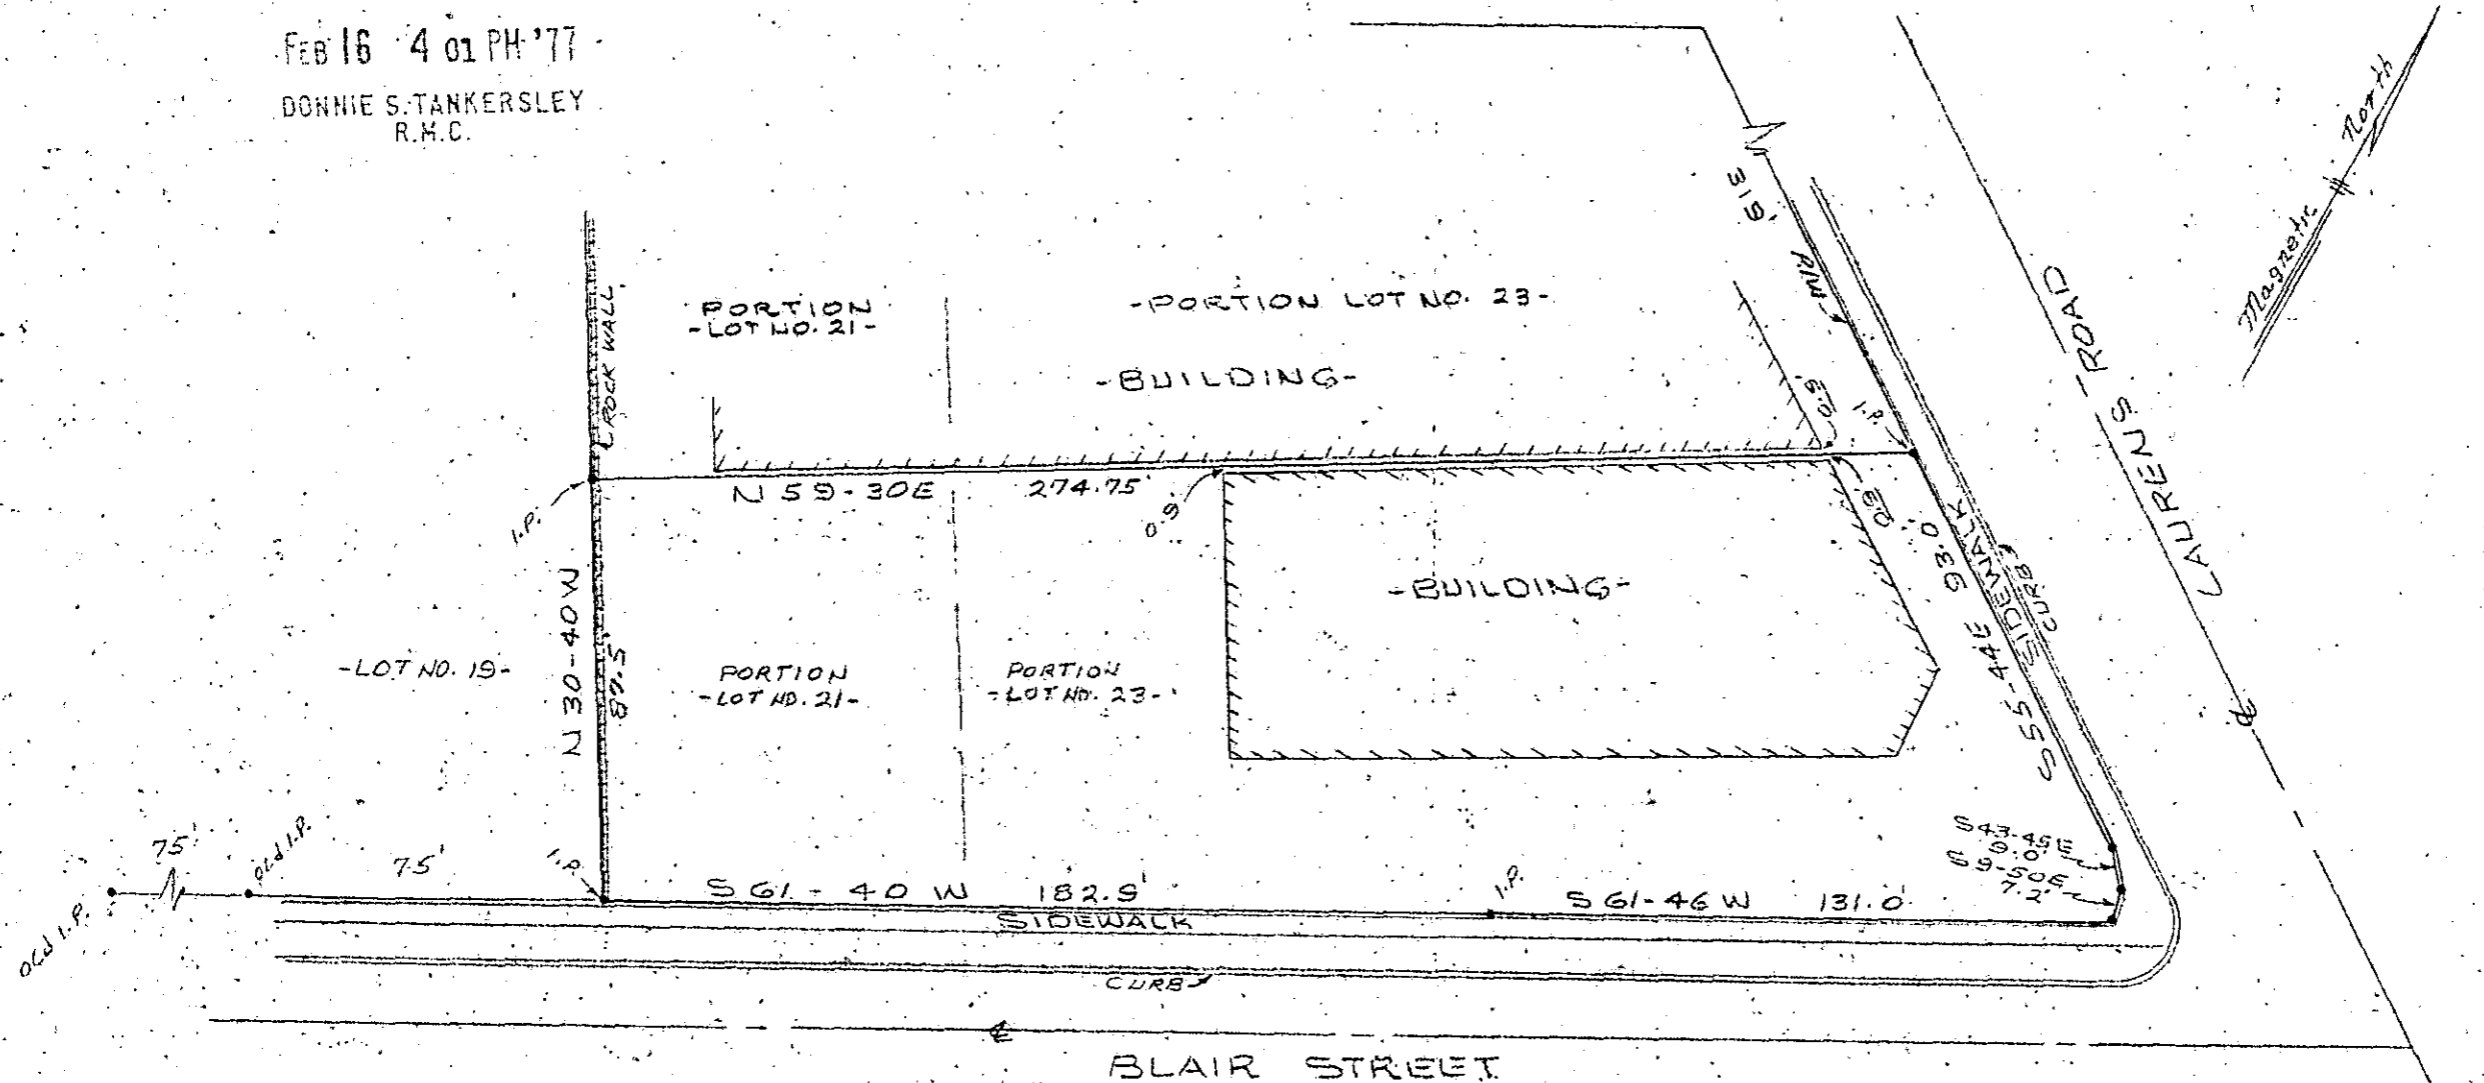 FEB 16 4 01 PH '77
DONNIE S. TANKERSLEY
R.M.C.
Magnetic North
319'
R/W
PORTION
-LOT NO. 21-
-PORTION LOT NO. 23-
-BUILDING-
ROCK WALL
0.9'
I.P.
LAURENS ROAD
I.P.
N 59-30E 274.75'
0.9'
0.9'
93.0'
S 55-44E
SIDEWALK
CURB
-BUILDING-
N 30-40 W
87.5'
-LOT NO. 19-
PORTION
-LOT NO. 21-
PORTION
-LOT NO. 23-
S 43-45E
9.0'
S 9-50E
7.2'
OLD I.P.
75'
OLD I.P.
75'
I.P.
S 61-40 W 182.9'
I.P.
S 61-46 W 131.0'
SIDEWALK
CURB
BLAIR STREET